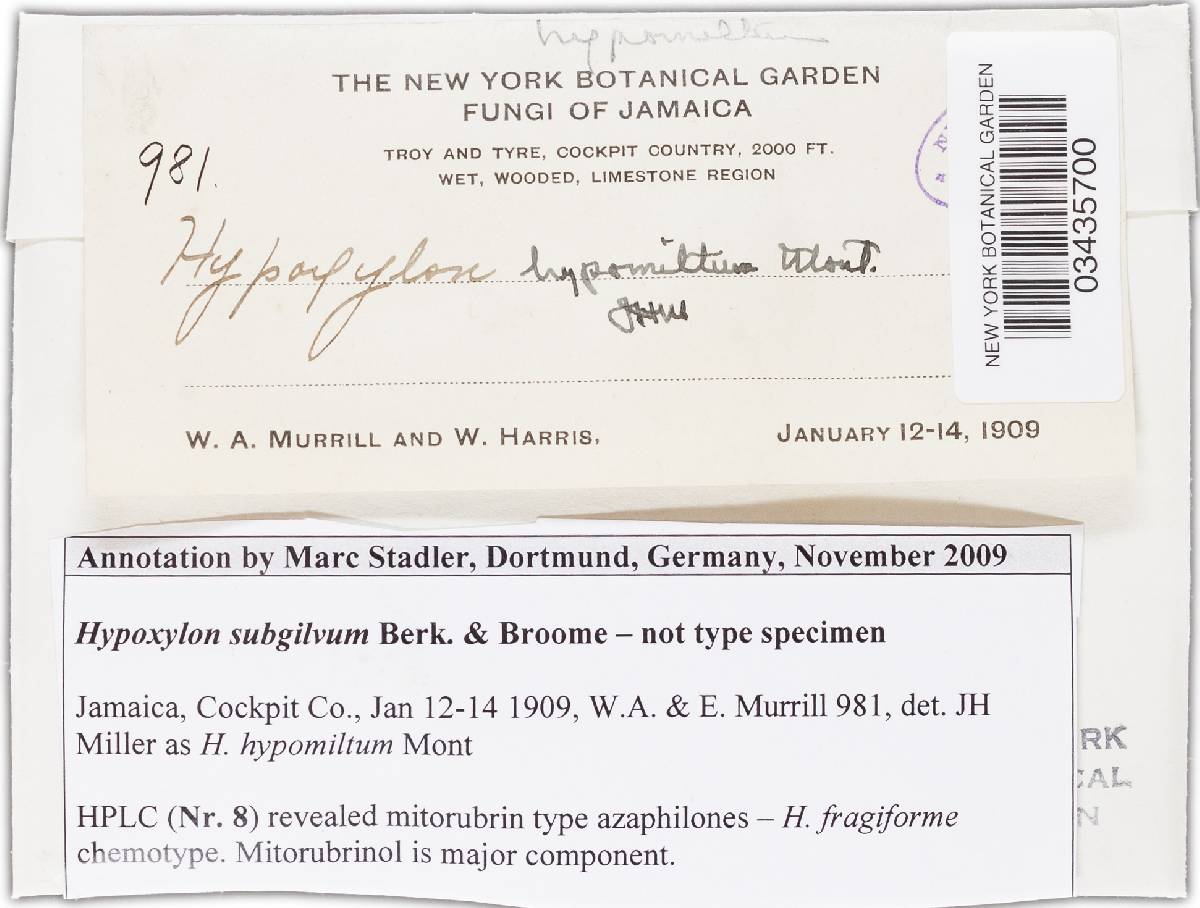 hypomiltum
THE NEW YORK BOTANICAL GARDEN
FUNGI OF JAMAICA
TROY AND TYRE, COCKPIT COUNTRY, 2000 FT.
WET, WOODED, LIMESTONE REGION
981.
Hypoxylon hypomiltum Mont.
JHM
W. A. MURRILL AND W. HARRIS,
JANUARY 12-14, 1909
NEW YORK BOTANICAL GARDEN
03435700
Annotation by Marc Stadler, Dortmund, Germany, November 2009
Hypoxylon subgilvum Berk. & Broome – not type specimen
Jamaica, Cockpit Co., Jan 12-14 1909, W.A. & E. Murrill 981, det. JH
Miller as H. hypomiltum Mont
HPLC (Nr. 8) revealed mitorubrin type azaphilones – H. fragiforme
chemotype. Mitorubrinol is major component.
RK
CAL
N